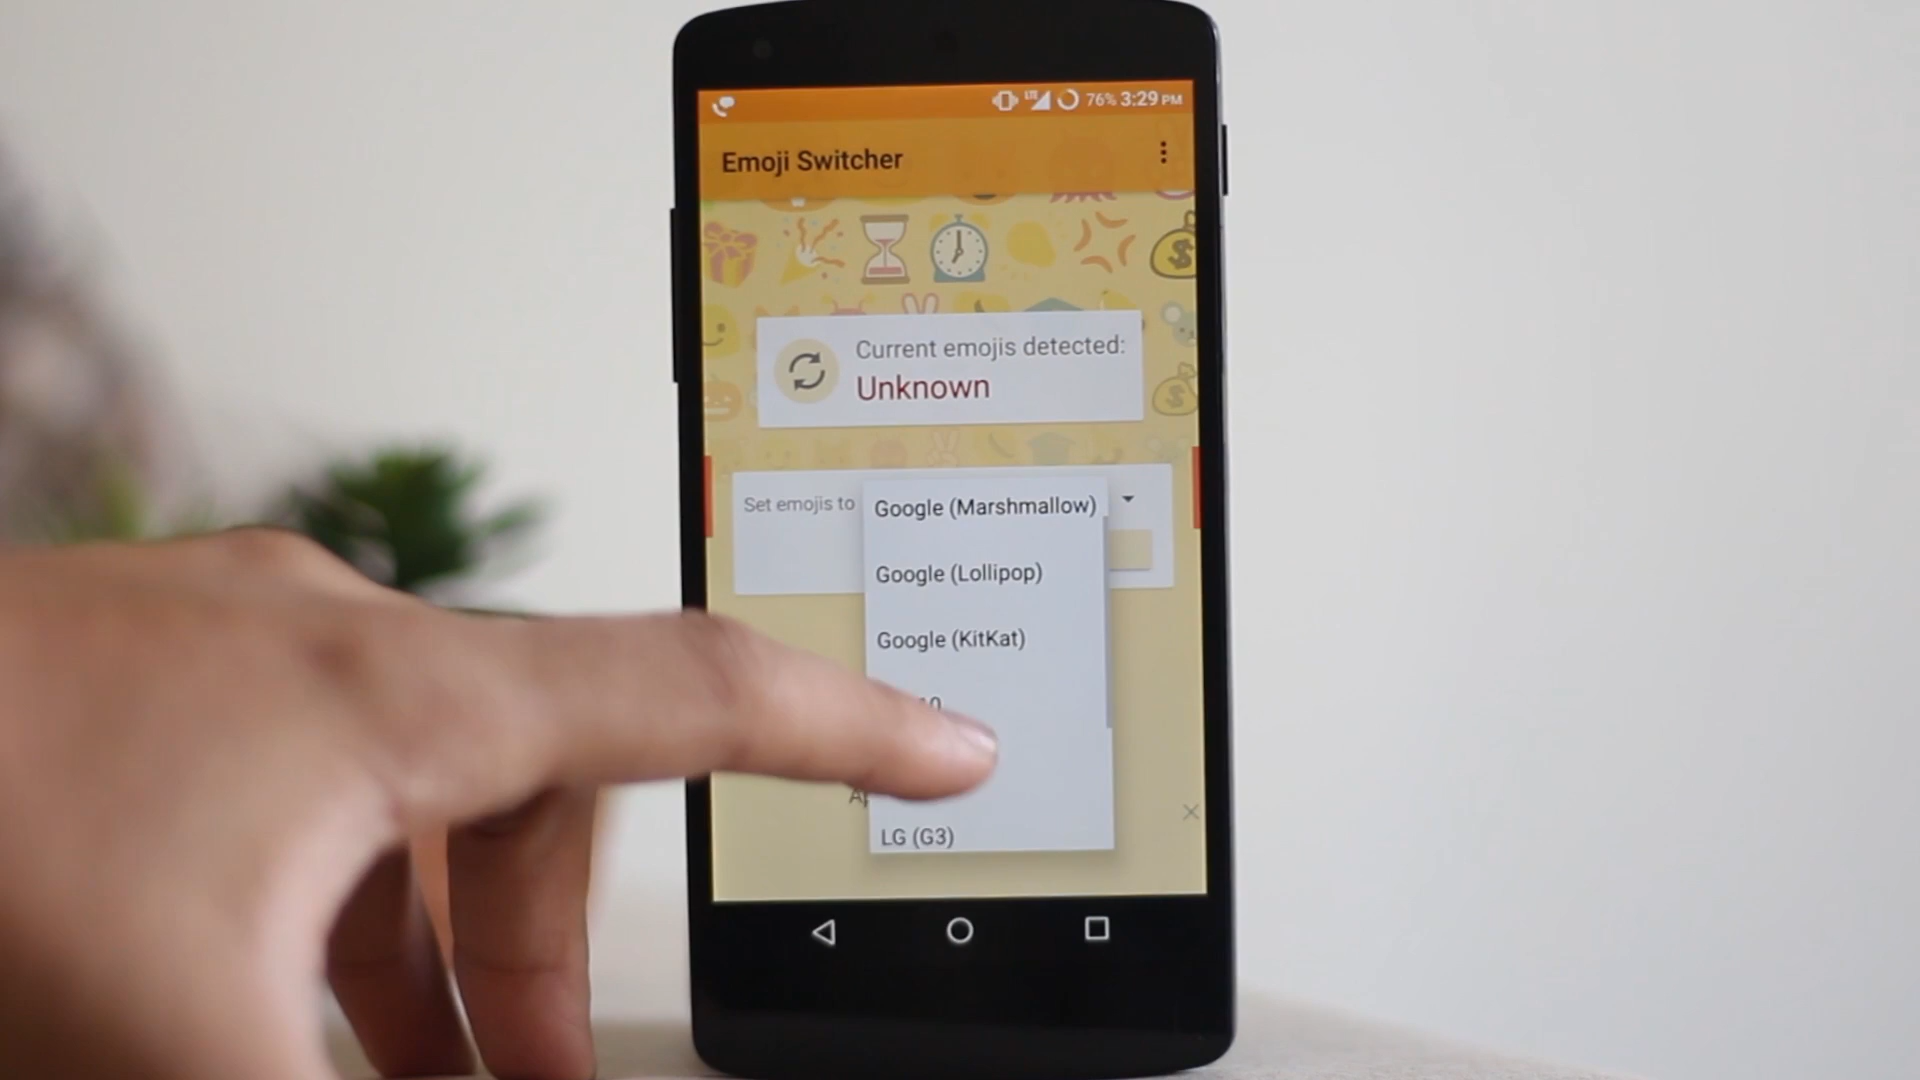 76% 3:29 PM
Emoji Switcher
Current emojis detected:
Unknown
Set emojis to
Google (Marshmallow)
Google (Lollipop)
Google (KitKat)
LG (G3)